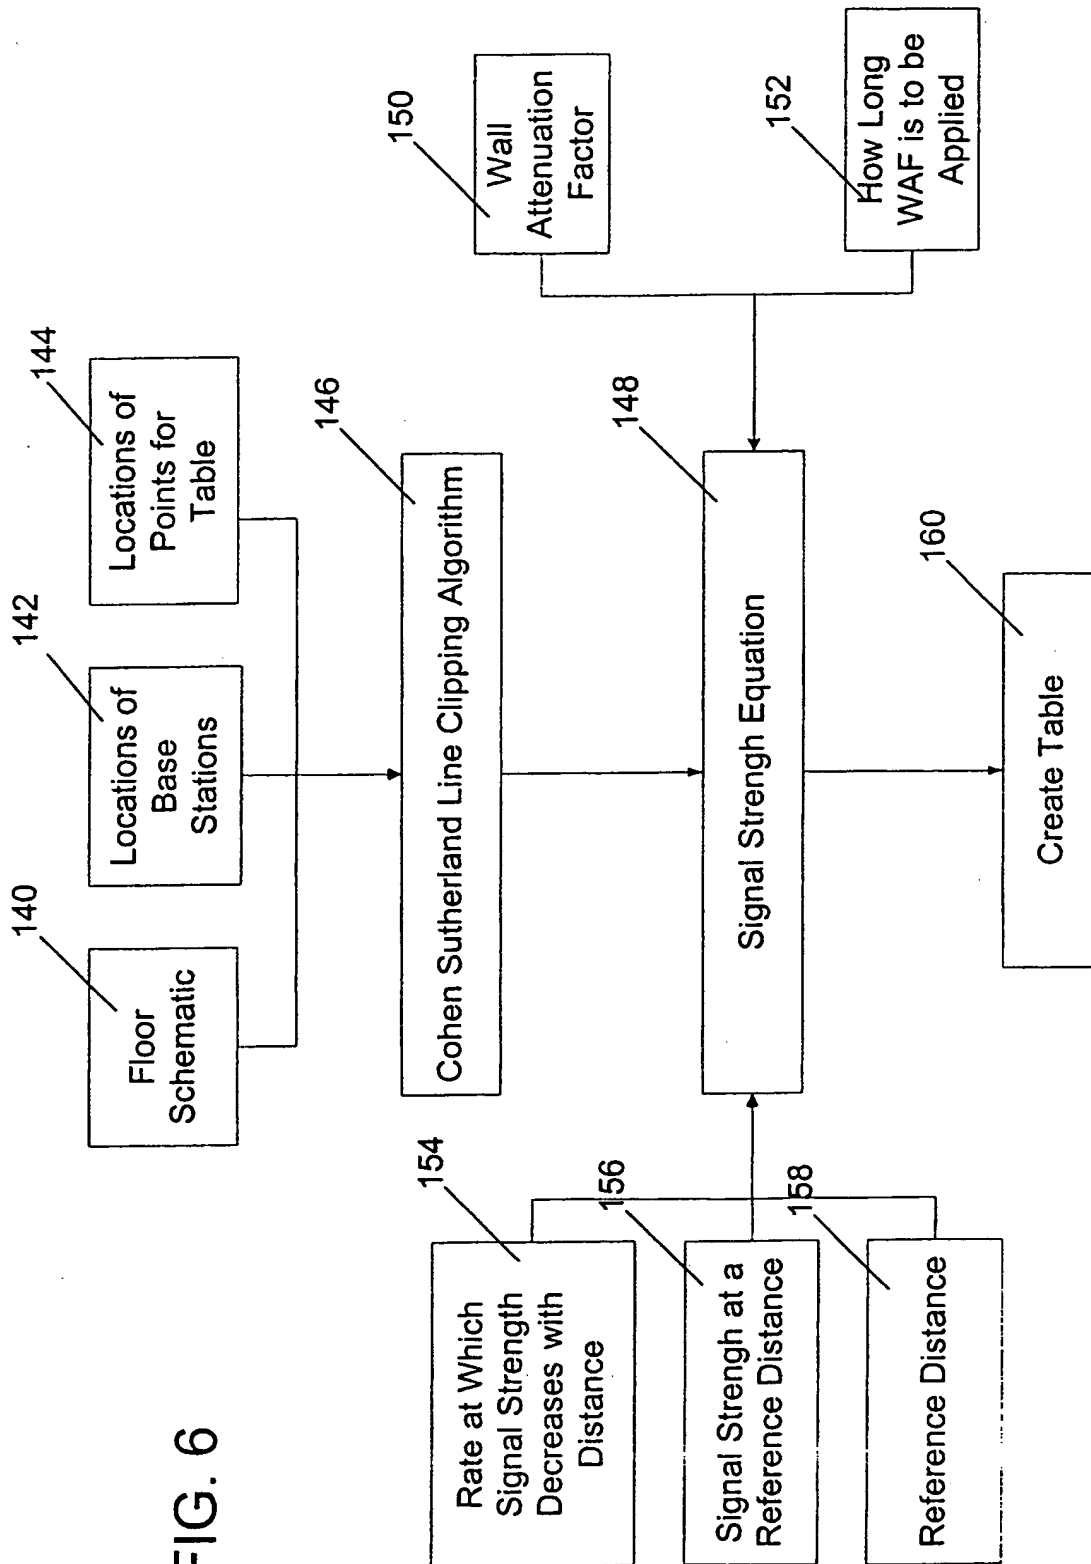 FIG. 6
140
Floor
Schematic
142
Locations of
Base
Stations
144
Locations of
Points for
Table
146
Cohen Sutherland Line Clipping Algorithm
154
Rate at Which
Signal Strength
Decreases with
Distance
156
Signal Strengh at a
Reference Distance
158
Reference Distance
148
Signal Strengh Equation
150
Wall
Attenuation
Factor
152
How Long
WAF is to be
Applied
160
Create Table